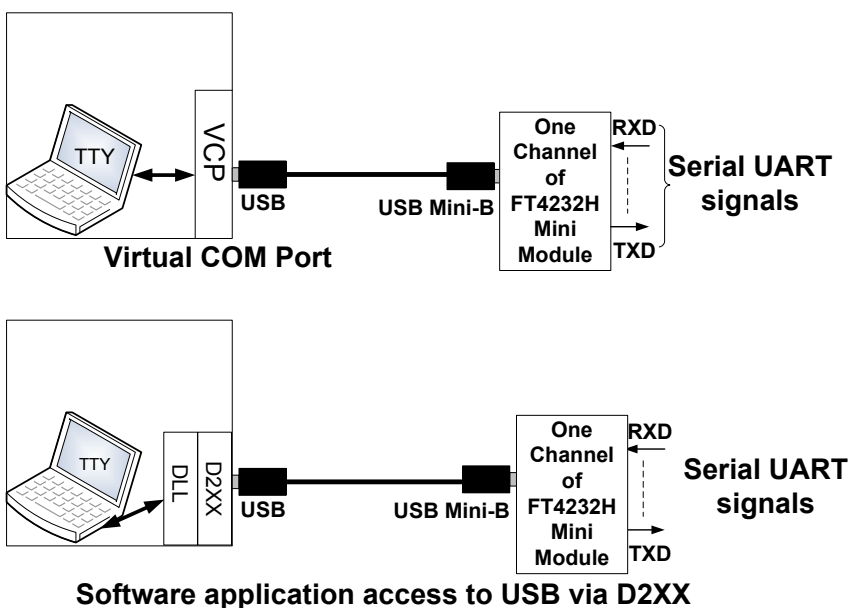 TTY
VCP
USB
USB Mini-B
One
Channel
of
FT4232H
Mini
Module
RXD
TXD
Serial UART
signals
Virtual COM Port
TTY
DLL
D2XX
USB
USB Mini-B
One
Channel
of
FT4232H
Mini
Module
RXD
TXD
Serial UART
signals
Software application access to USB via D2XX